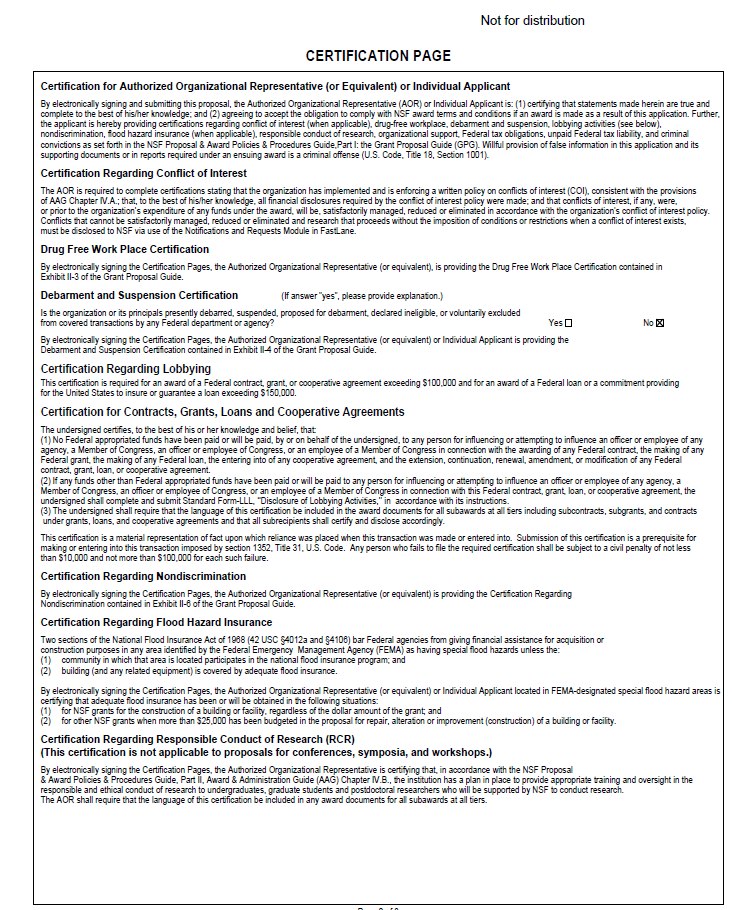 Not for distribution
CERTIFICATION PAGE
Certification for Authorized Organizational Representative (or Equivalent) or Individual Applicant
By electronically signing and submitting this proposal, the Authorized Organizational Representative (AOR) or Individual Applicant is: (1) certifying that statements made herein are true and
complete to the best of his/her knowledge; and (2) agreeing to accept the obligation to comply with NSF award terms and conditions if an award is made as a result of this application. Further,
the applicant is hereby providing certifications regarding conflict of interest (when applicable), drug-free workplace, debarment and suspension, lobbying activities (see below),
nondiscrimination, flood hazard insurance (when applicable), responsible conduct of research, organizational support, Federal tax obligations, unpaid Federal tax liability, and criminal
convictions as set forth in the NSF Proposal & Award Policies & Procedures Guide,Part I: the Grant Proposal Guide (GPG). Willful provision of false information in this application and its
supporting documents or in reports required under an ensuing award is a criminal offense (U.S. Code, Title 18, Section 1001).
Certification Regarding Conflict of Interest
The AOR is required to complete certifications stating that the organization has implemented and is enforcing a written policy on conflicts of interest (COI), consistent with the provisions
of AAG Chapter IV.A.; that, to the best of his/her knowledge, all financial disclosures required by the conflict of interest policy were made; and that conflicts of interest, if any, were,
or prior to the organization's expenditure of any funds under the award, will be, satisfactorily managed, reduced or eliminated in accordance with the organization's conflict of interest policy.
Conflicts that cannot be satisfactorily managed, reduced or eliminated and research that proceeds without the imposition of conditions or restrictions when a conflict of interest exists,
must be disclosed to NSF via use of the Notifications and Requests Module in FastLane.
Drug Free Work Place Certification
By electronically signing the Certification Pages, the Authorized Organizational Representative (or equivalent), is providing the Drug Free Work Place Certification contained in
Exhibit II-3 of the Grant Proposal Guide.
Debarment and Suspension Certification (If answer "yes", please provide explanation.)
Is the organization or its principals presently debarred, suspended, proposed for debarment, declared ineligible, or voluntarily excluded
from covered transactions by any Federal department or agency? Yes ☐ No ☒
By electronically signing the Certification Pages, the Authorized Organizational Representative (or equivalent) or Individual Applicant is providing the
Debarment and Suspension Certification contained in Exhibit II-4 of the Grant Proposal Guide.
Certification Regarding Lobbying
This certification is required for an award of a Federal contract, grant, or cooperative agreement exceeding $100,000 and for an award of a Federal loan or a commitment providing
for the United States to insure or guarantee a loan exceeding $150,000.
Certification for Contracts, Grants, Loans and Cooperative Agreements
The undersigned certifies, to the best of his or her knowledge and belief, that:
(1) No Federal appropriated funds have been paid or will be paid, by or on behalf of the undersigned, to any person for influencing or attempting to influence an officer or employee of any
agency, a Member of Congress, an officer or employee of Congress, or an employee of a Member of Congress in connection with the awarding of any Federal contract, the making of any
Federal grant, the making of any Federal loan, the entering into of any cooperative agreement, and the extension, continuation, renewal, amendment, or modification of any Federal
contract, grant, loan, or cooperative agreement.
(2) If any funds other than Federal appropriated funds have been paid or will be paid to any person for influencing or attempting to influence an officer or employee of any agency, a
Member of Congress, an officer or employee of Congress, or an employee of a Member of Congress in connection with this Federal contract, grant, loan, or cooperative agreement, the
undersigned shall complete and submit Standard Form-LLL, "Disclosure of Lobbying Activities," in accordance with its instructions.
(3) The undersigned shall require that the language of this certification be included in the award documents for all subawards at all tiers including subcontracts, subgrants, and contracts
under grants, loans, and cooperative agreements and that all subrecipients shall certify and disclose accordingly.
This certification is a material representation of fact upon which reliance was placed when this transaction was made or entered into. Submission of this certification is a prerequisite for
making or entering into this transaction imposed by section 1352, Title 31, U.S. Code. Any person who fails to file the required certification shall be subject to a civil penalty of not less
than $10,000 and not more than $100,000 for each such failure.
Certification Regarding Nondiscrimination
By electronically signing the Certification Pages, the Authorized Organizational Representative (or equivalent) is providing the Certification Regarding
Nondiscrimination contained in Exhibit II-6 of the Grant Proposal Guide.
Certification Regarding Flood Hazard Insurance
Two sections of the National Flood Insurance Act of 1968 (42 USC §4012a and §4106) bar Federal agencies from giving financial assistance for acquisition or
construction purposes in any area identified by the Federal Emergency Management Agency (FEMA) as having special flood hazards unless the:
(1) community in which that area is located participates in the national flood insurance program; and
(2) building (and any related equipment) is covered by adequate flood insurance.
By electronically signing the Certification Pages, the Authorized Organizational Representative (or equivalent) or Individual Applicant located in FEMA-designated special flood hazard areas is
certifying that adequate flood insurance has been or will be obtained in the following situations:
(1) for NSF grants for the construction of a building or facility, regardless of the dollar amount of the grant; and
(2) for other NSF grants when more than $25,000 has been budgeted in the proposal for repair, alteration or improvement (construction) of a building or facility.
Certification Regarding Responsible Conduct of Research (RCR)
(This certification is not applicable to proposals for conferences, symposia, and workshops.)
By electronically signing the Certification Pages, the Authorized Organizational Representative is certifying that, in accordance with the NSF Proposal
& Award Policies & Procedures Guide, Part II, Award & Administration Guide (AAG) Chapter IV.B., the institution has a plan in place to provide appropriate training and oversight in the
responsible and ethical conduct of research to undergraduates, graduate students and postdoctoral researchers who will be supported by NSF to conduct research.
The AOR shall require that the language of this certification be included in any award documents for all subawards at all tiers.